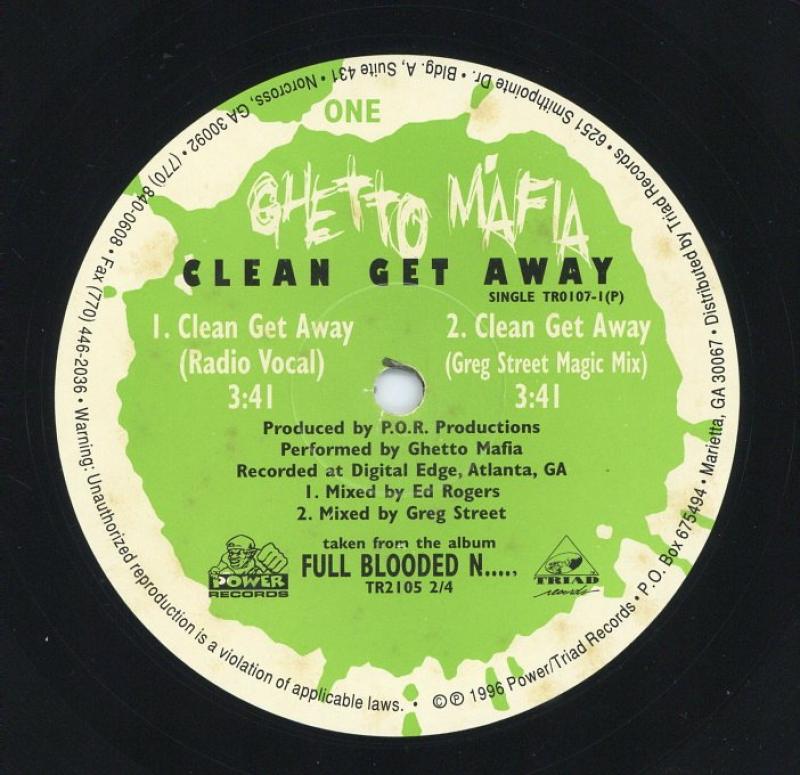 ONE
GHETTO MAFIA
CLEAN GET AWAY
SINGLE TR0107-1(P)
1. Clean Get Away
(Radio Vocal)
3:41
2. Clean Get Away
(Greg Street Magic Mix)
3:41
Produced by P.O.R. Productions
Performed by Ghetto Mafia
Recorded at Digital Edge, Atlanta, GA
1. Mixed by Ed Rogers
2. Mixed by Greg Street
taken from the album
FULL BLOODED N.....,
TR2105 2/4
POWER
RECORDS
TRIAD
records
℗ © 1996 Power/Triad Records • P.O. Box 675494 • Marietta, GA 30067 • Distributed by Triad Records • 6251 Smithpointe Dr. • Bldg. A, Suite 431 • Norcross, GA 30092 • (770) 840-0608 • Fax (770) 446-2036 • Warning: Unauthorized reproduction is a violation of applicable laws. •